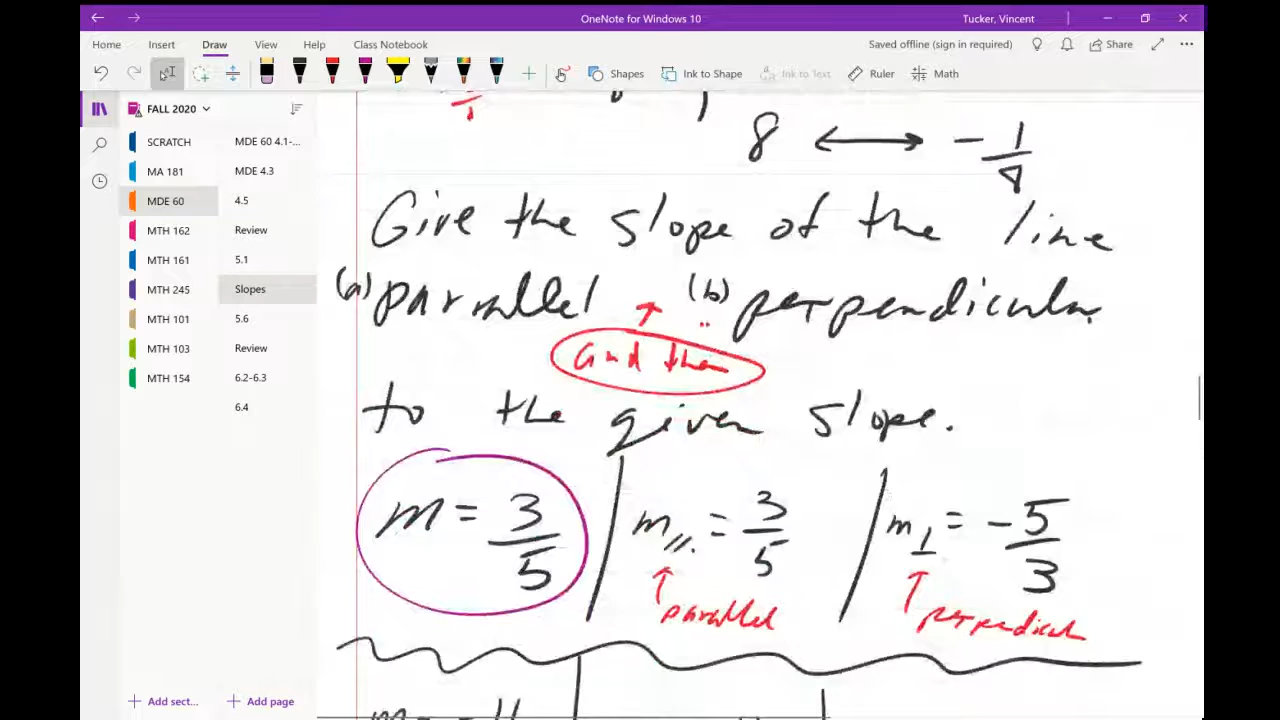 OneNote for Windows 10
Tucker, Vincent
Home Insert Draw View Help Class Notebook
Saved offline (sign in required) Share
Shapes Ink to Shape Ink to Text Ruler Math
FALL 2020
SCRATCH
MA 181
MDE 60
MTH 162
MTH 161
MTH 245
MTH 101
MTH 103
MTH 154
MDE 60 4.1-...
MDE 4.3
4.5
Review
5.1
Slopes
5.6
Review
6.2-6.3
6.4
Add sect... Add page
8 ↔ -1/8
Give the slope of the line
(a) parallel (b) perpendicular
and then
to the given slope.
m = 3/5 | m// = 3/5 | m⊥ = -5/3
parallel perpendicul